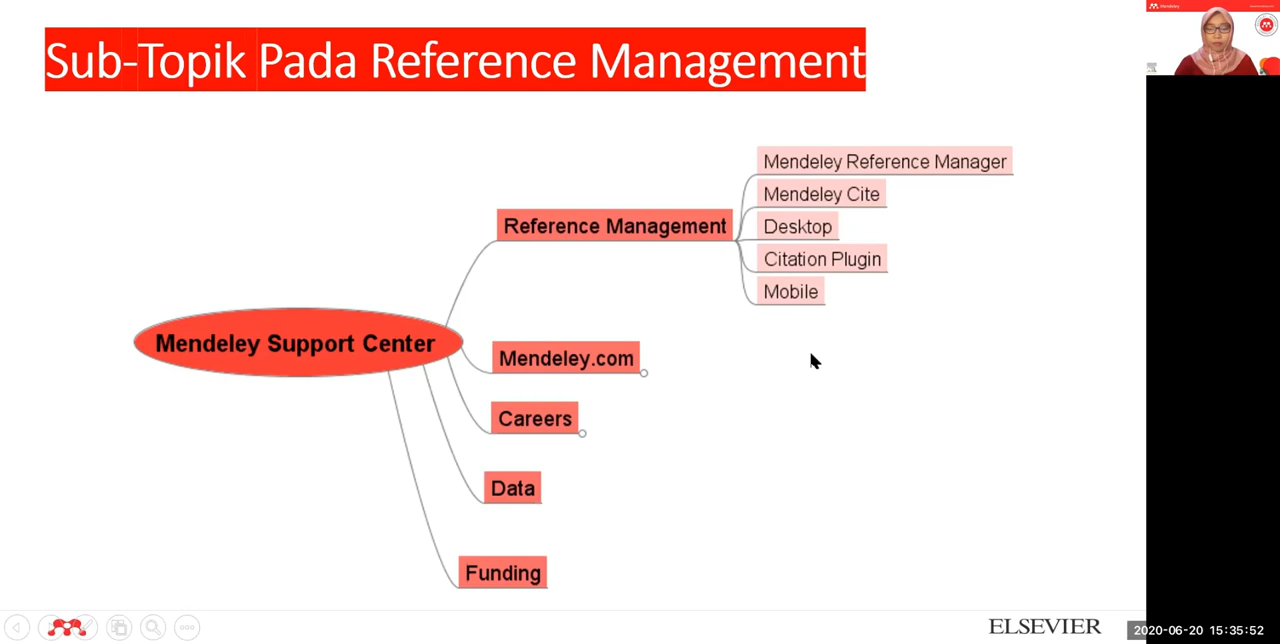 Sub-Topik Pada Reference Management
Mendeley
Mendeley Reference Manager
Mendeley Cite
Reference Management
Desktop
Citation Plugin
Mobile
Mendeley Support Center
Mendeley.com
Careers
Data
Funding
ELSEVIER
2020-06-20 15:35:52